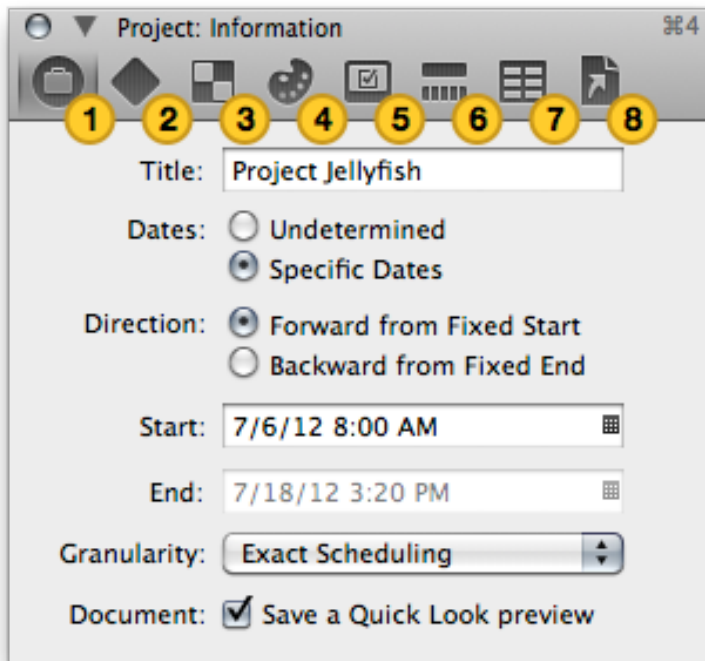 Project: Information ⌘4
1 2 3 4 5 6 7 8
Title: Project Jellyfish
Dates: Undetermined
Specific Dates
Direction: Forward from Fixed Start
Backward from Fixed End
Start: 7/6/12 8:00 AM
End: 7/18/12 3:20 PM
Granularity: Exact Scheduling
Document: Save a Quick Look preview